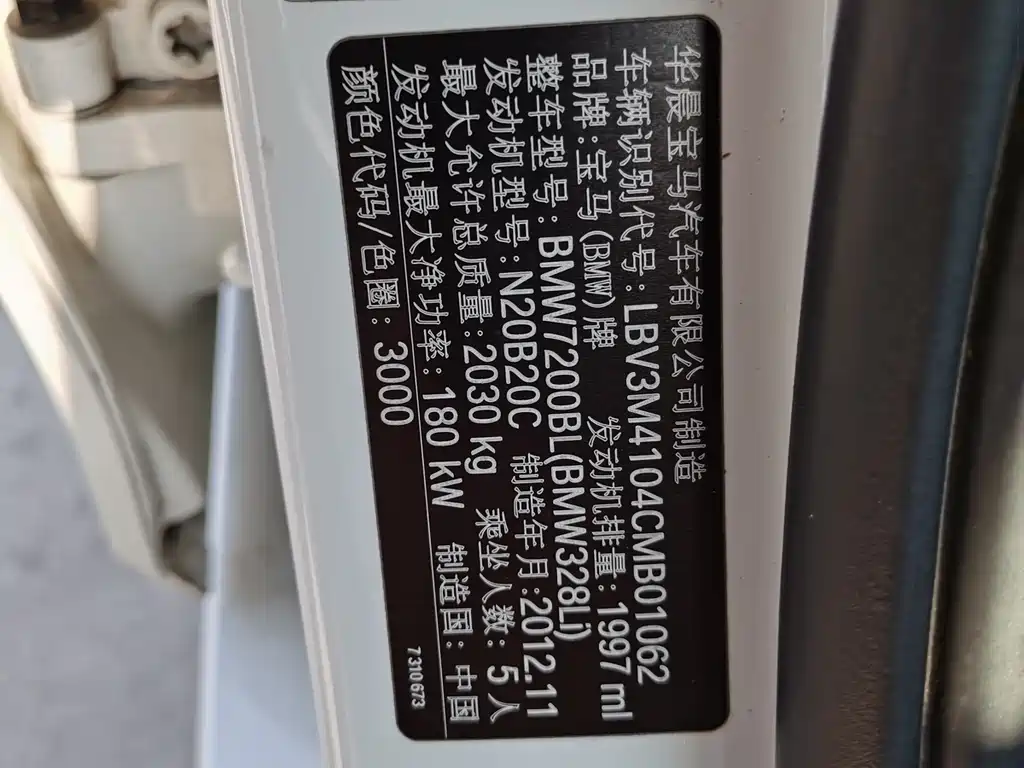 华晨宝马汽车有限公司制造
车辆识别代号:LBV3M4104CMB01062
品牌:宝马(BMW)牌 发动机排量:1997 ml
整车型号:BMW7200BL(BMW328Li)
发动机型号:N20B20C 制造年月:2012.11
最大允许总质量:2030 kg 乘坐人数:5人
发动机最大净功率:180 kW 制造国:中国
颜色代码/色圈:3000
7310673